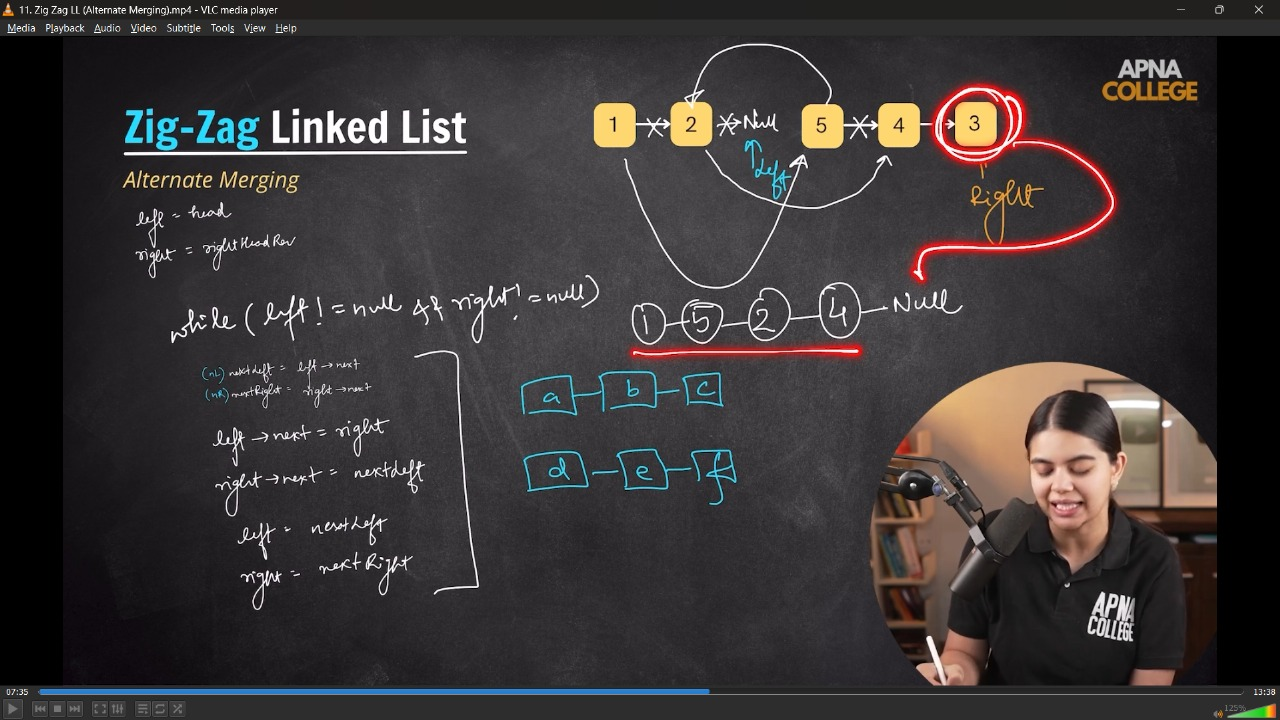 11. Zig Zag LL (Alternate Merging).mp4 - VLC media player
Media Playback Audio Video Subtitle Tools View Help
APNA
COLLEGE
Zig-Zag Linked List
Alternate Merging
1 2 Null 5 4 3
left
Right
left = head
right = rightHeadRev
while (left != null && right != null)
1 5 2 4 Null
(nL) nextLeft = left → next
(nR) nextRight = right → next
left → next = right
right → next = nextLeft
left = nextLeft
right = nextRight
a b c
d e f
APNA
COLLEGE
07:35 13:38
125%